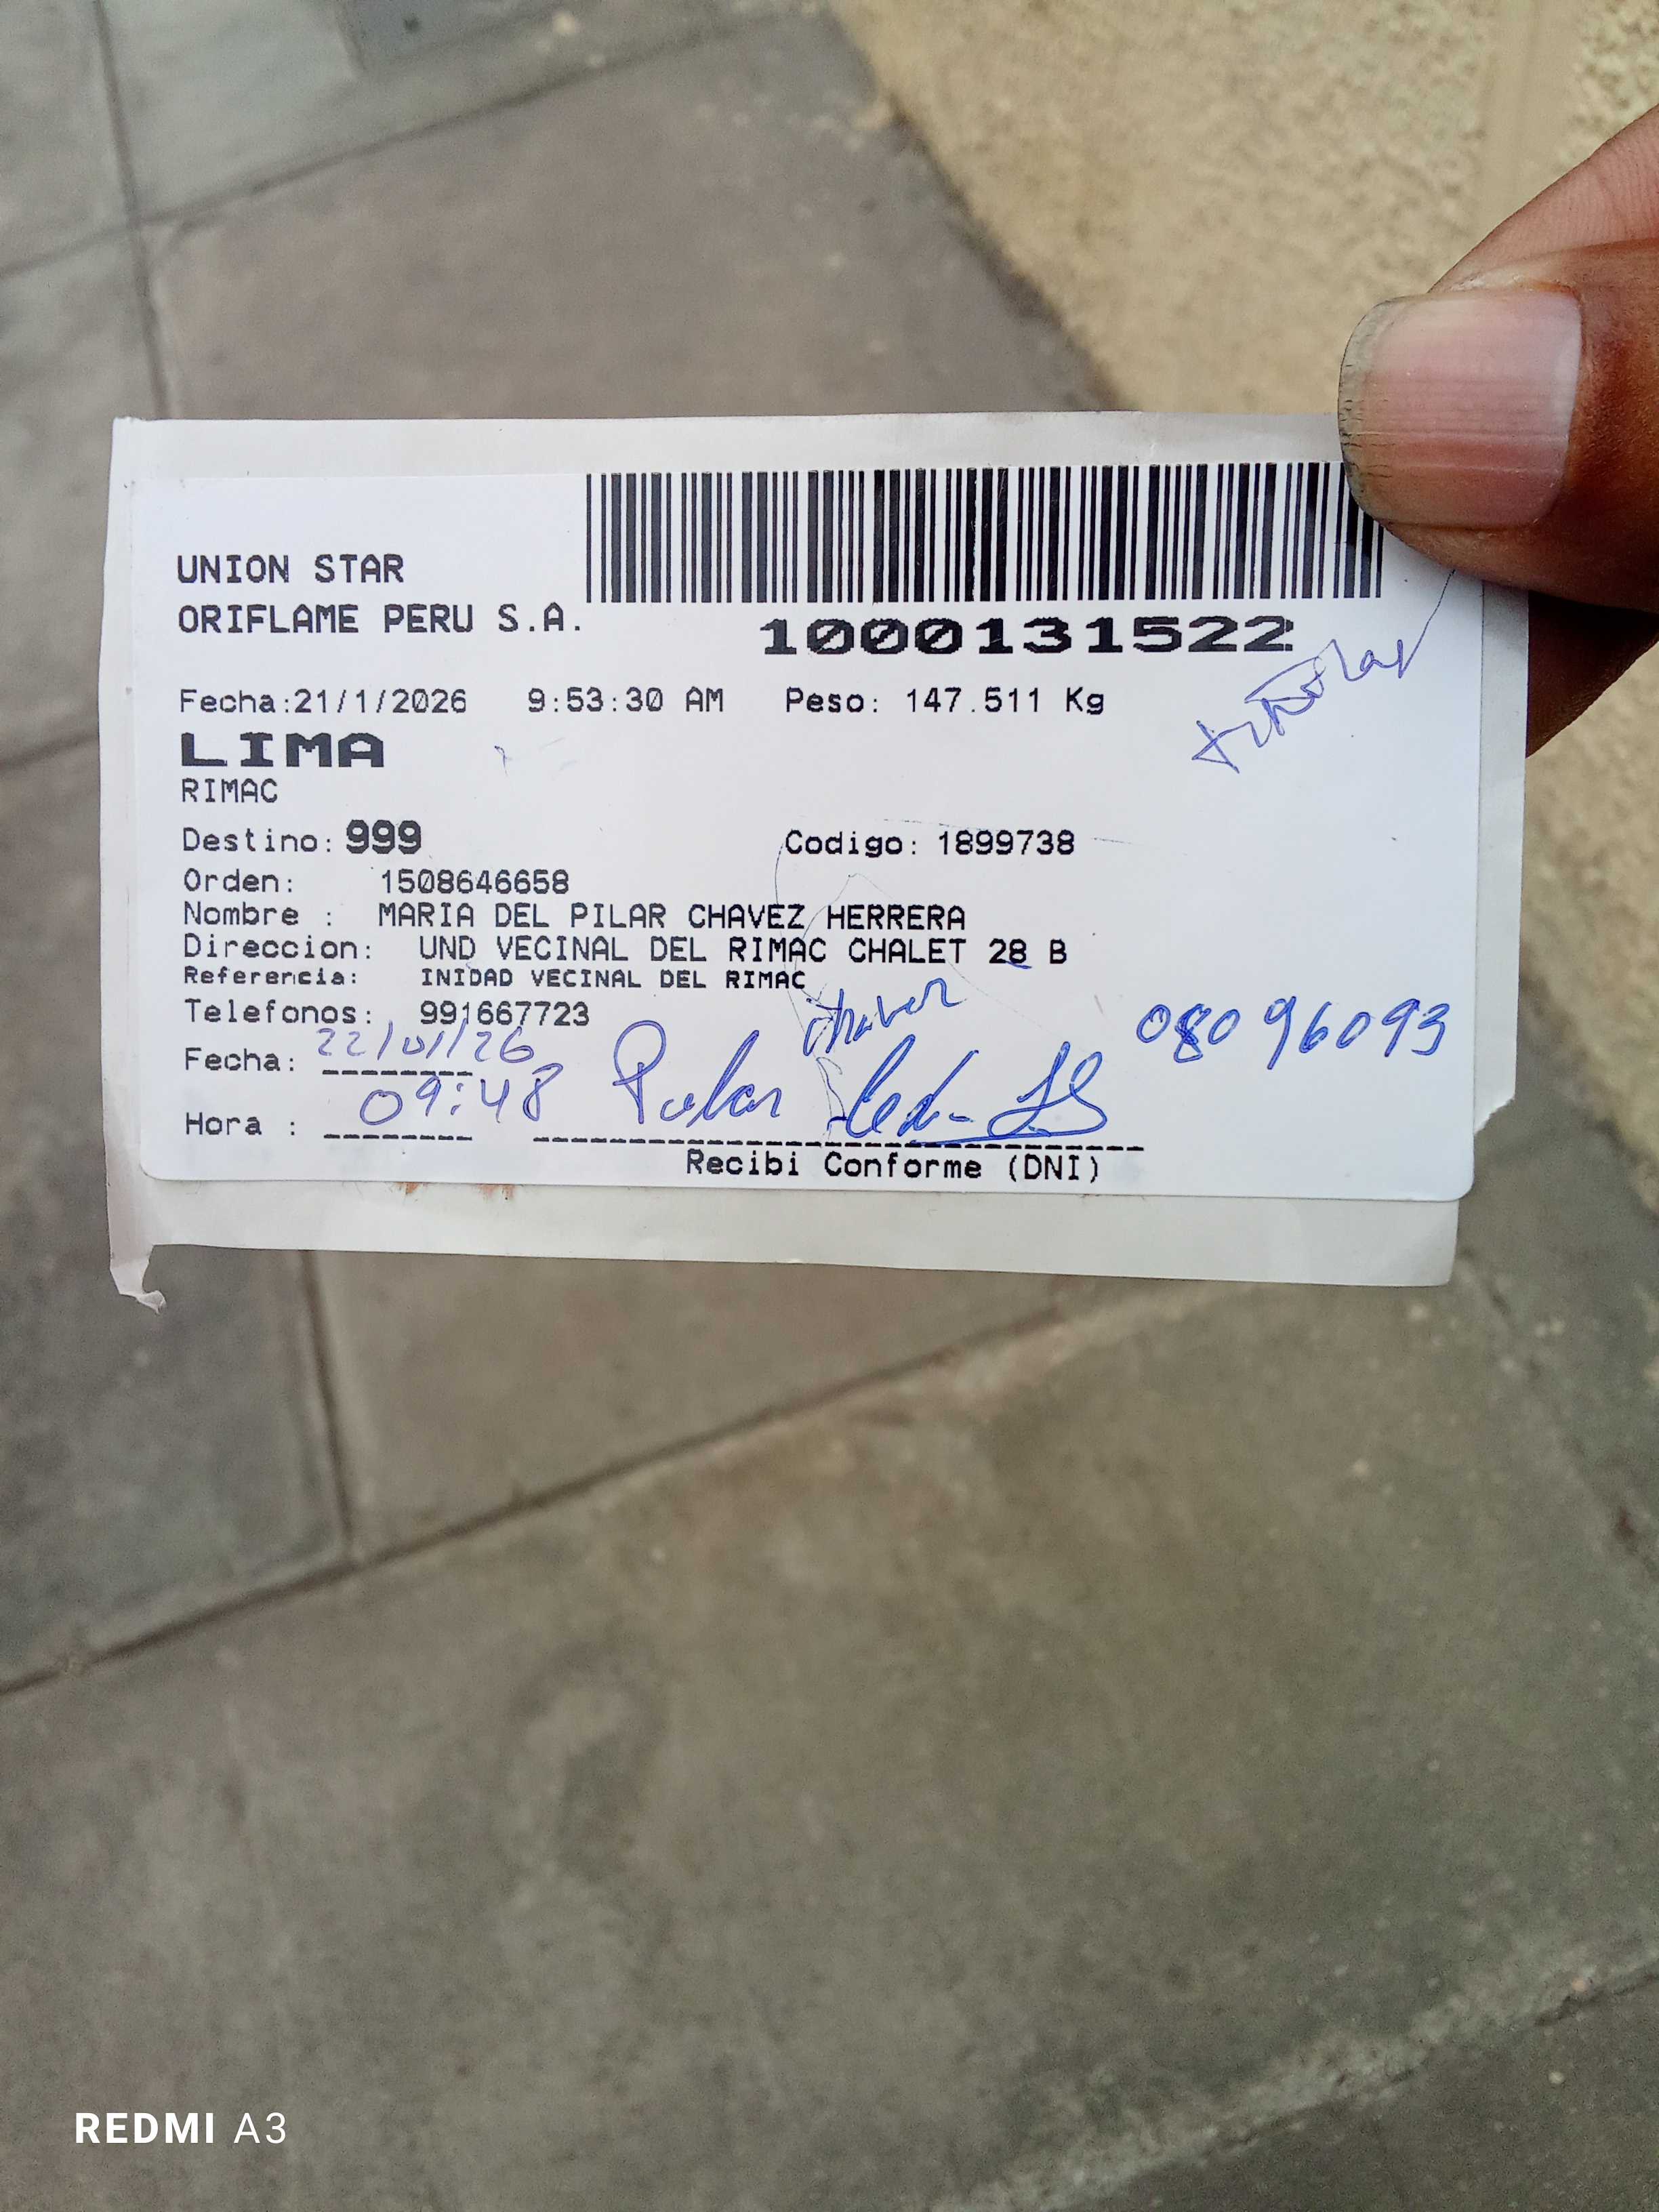 UNION STAR
ORIFLAME PERU S.A.
1000131522
Fecha:21/1/2026 9:53:30 AM Peso: 147.511 Kg
LIMA
RIMAC
Destino: 999 Codigo: 1899738
Orden: 1508646658
Nombre : MARIA DEL PILAR CHAVEZ HERRERA
Direccion: UND VECINAL DEL RIMAC CHALET 28 B
Referencia: INIDAD VECINAL DEL RIMAC
Telefonos: 991667723
Fecha: 22/01/26 08096093
Hora : 09:48 Pilar
Recibi Conforme (DNI)
REDMI A3